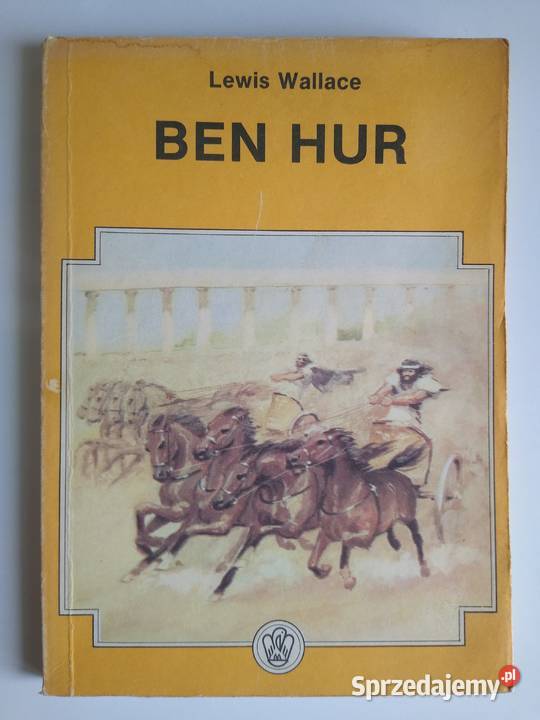 Lewis Wallace
BEN HUR
Sprzedajemy.pl